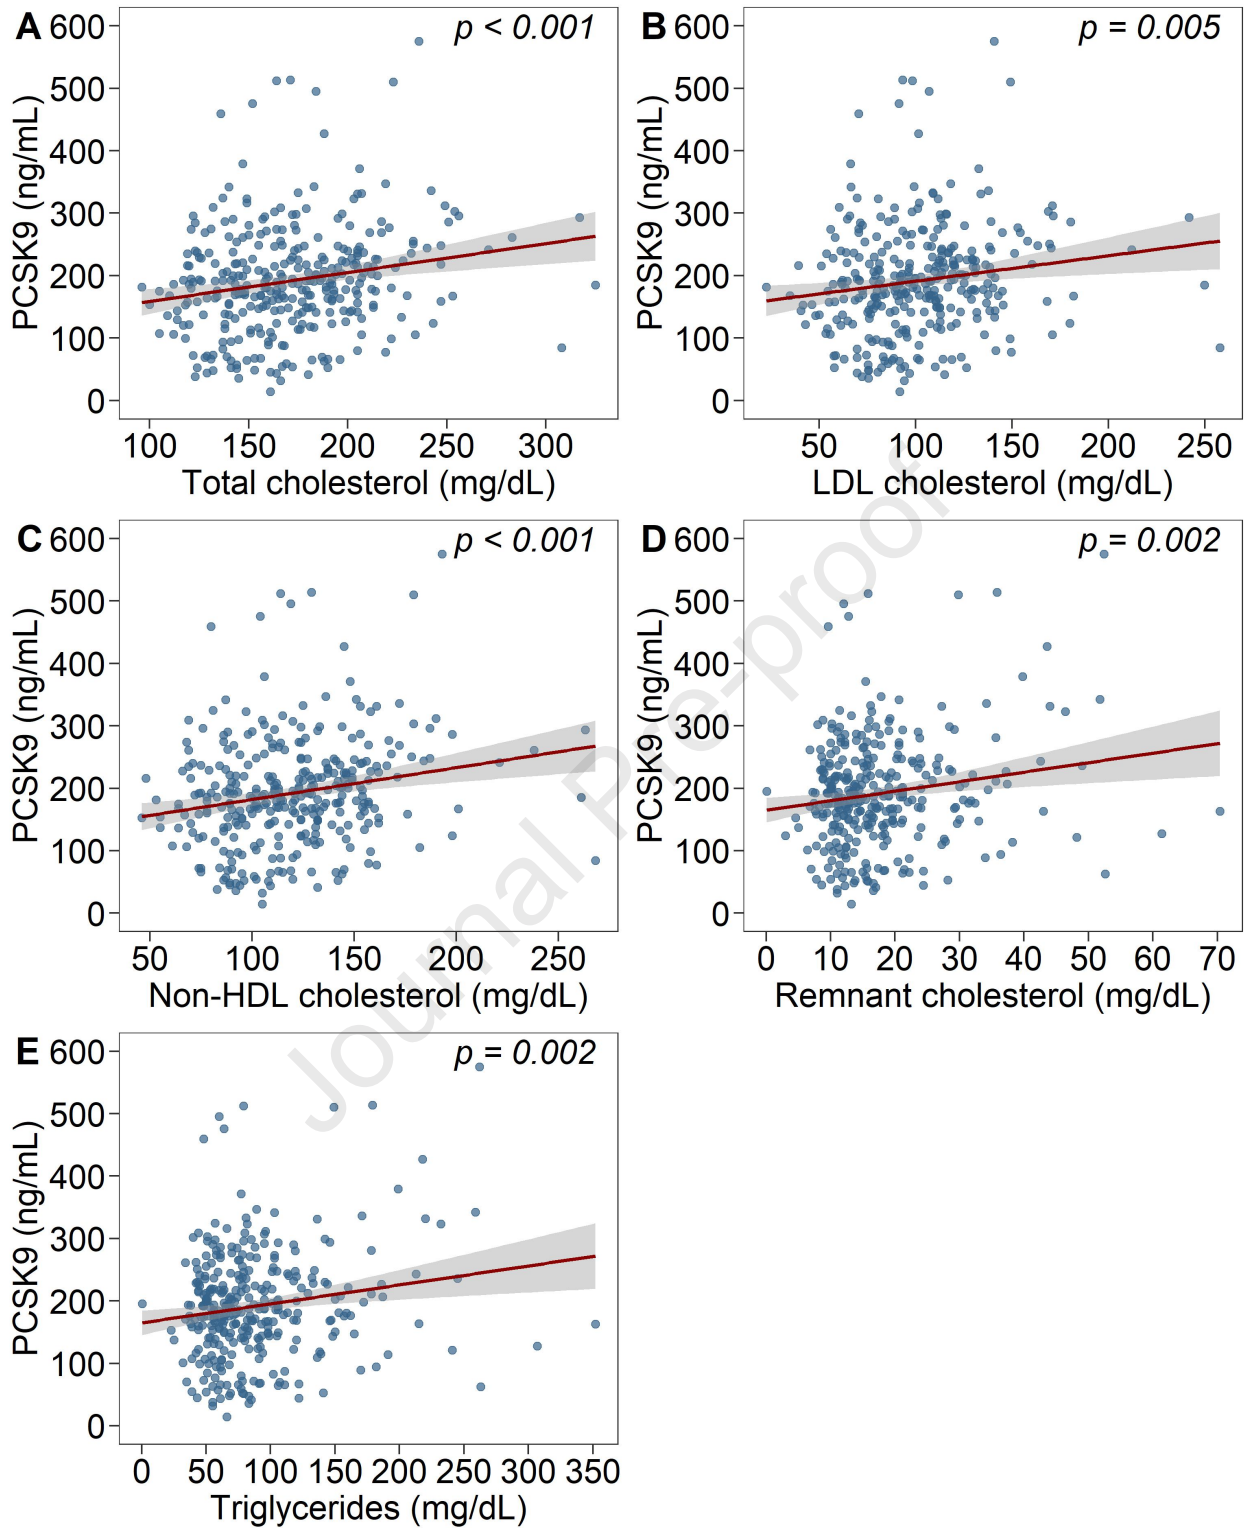 A
p < 0.001
PCSK9 (ng/mL)
600
500
400
300
200
100
0
100 150 200 250 300
Total cholesterol (mg/dL)
B
p = 0.005
PCSK9 (ng/mL)
600
500
400
300
200
100
0
50 100 150 200 250
LDL cholesterol (mg/dL)
C
p < 0.001
PCSK9 (ng/mL)
600
500
400
300
200
100
0
50 100 150 200 250
Non-HDL cholesterol (mg/dL)
D
p = 0.002
PCSK9 (ng/mL)
600
500
400
300
200
100
0
0 10 20 30 40 50 60 70
Remnant cholesterol (mg/dL)
E
p = 0.002
PCSK9 (ng/mL)
600
500
400
300
200
100
0
0 50 100 150 200 250 300 350
Triglycerides (mg/dL)
Journal Pre-proof